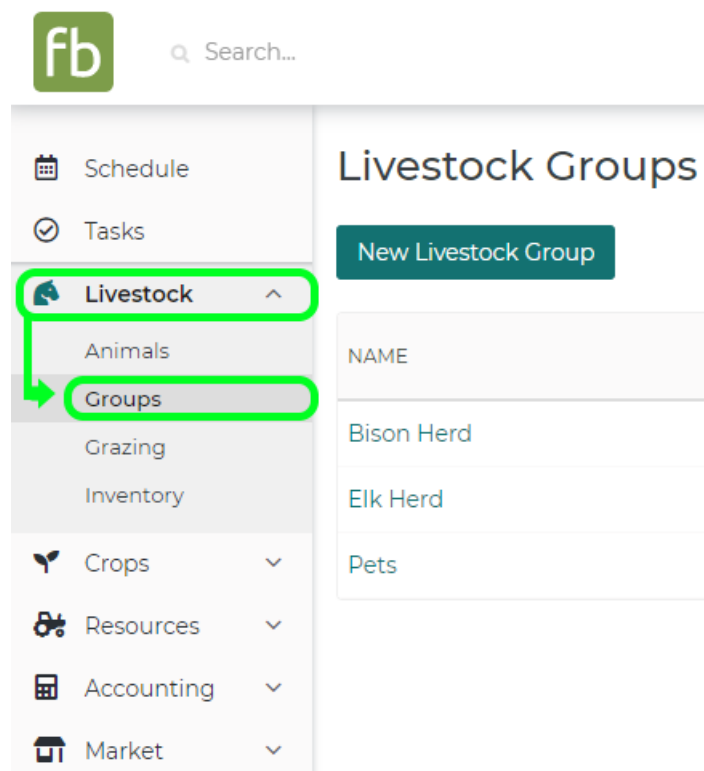 fb
Search...
Schedule
Tasks
Livestock
Animals
Groups
Grazing
Inventory
Crops
Resources
Accounting
Market
Livestock Groups
New Livestock Group
NAME
Bison Herd
Elk Herd
Pets